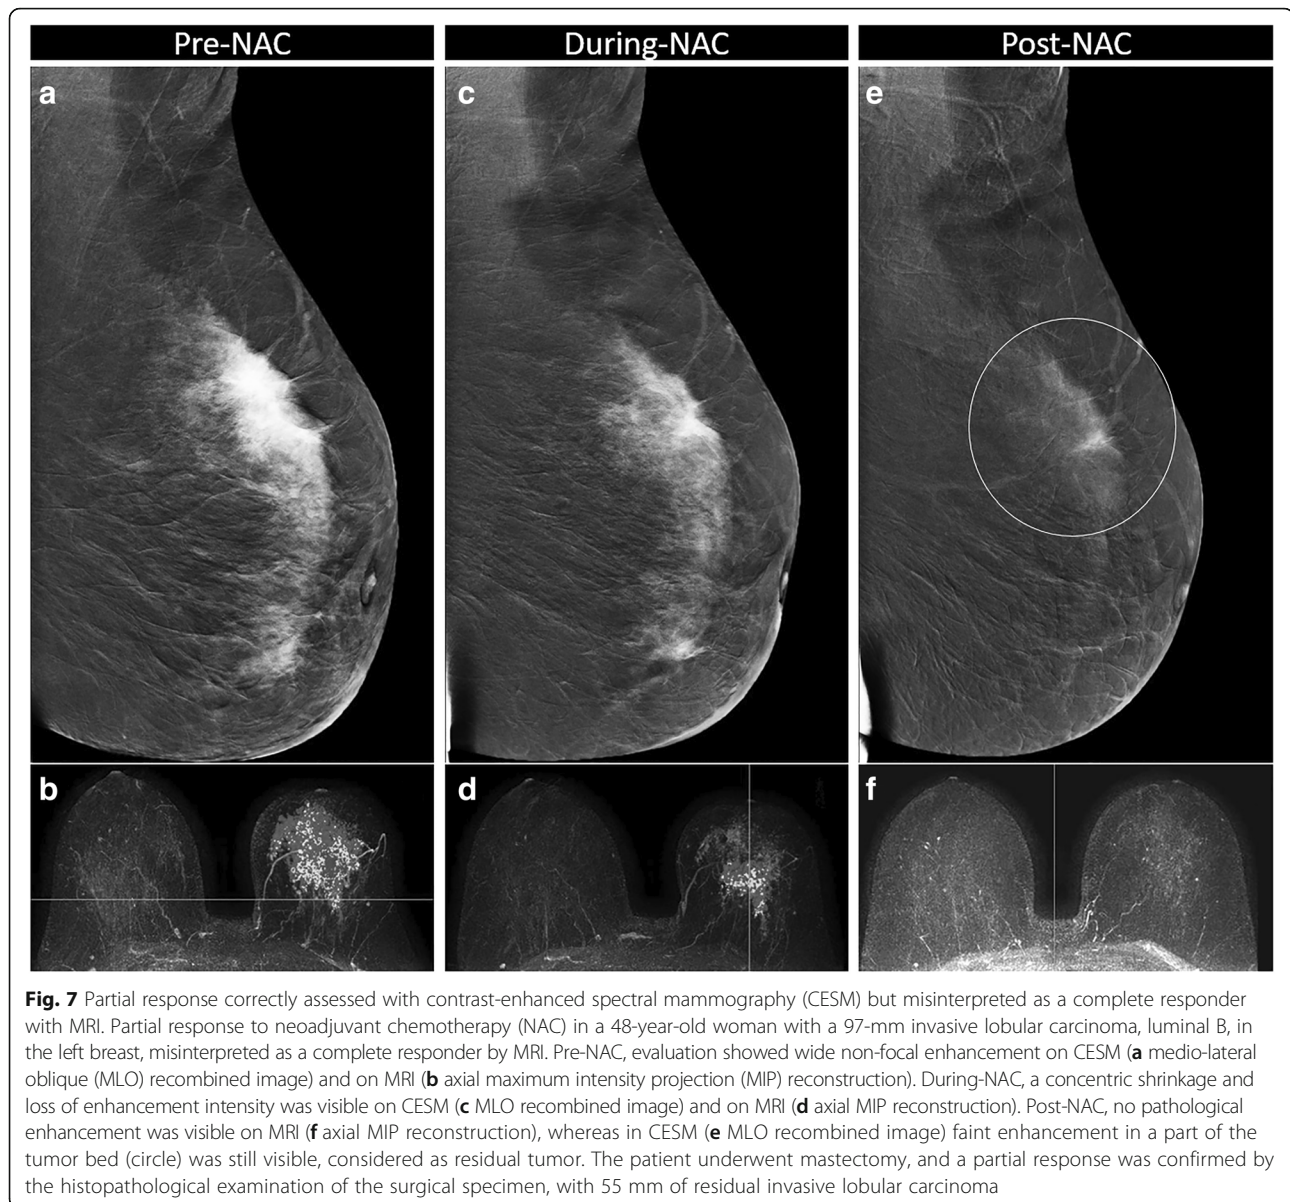 Pre-NAC
During-NAC
Post-NAC
a
c
e
b
d
f
Fig. 7 Partial response correctly assessed with contrast-enhanced spectral mammography (CESM) but misinterpreted as a complete responder
with MRI. Partial response to neoadjuvant chemotherapy (NAC) in a 48-year-old woman with a 97-mm invasive lobular carcinoma, luminal B, in
the left breast, misinterpreted as a complete responder by MRI. Pre-NAC, evaluation showed wide non-focal enhancement on CESM (a medio-lateral
oblique (MLO) recombined image) and on MRI (b axial maximum intensity projection (MIP) reconstruction). During-NAC, a concentric shrinkage and
loss of enhancement intensity was visible on CESM (c MLO recombined image) and on MRI (d axial MIP reconstruction). Post-NAC, no pathological
enhancement was visible on MRI (f axial MIP reconstruction), whereas in CESM (e MLO recombined image) faint enhancement in a part of the
tumor bed (circle) was still visible, considered as residual tumor. The patient underwent mastectomy, and a partial response was confirmed by
the histopathological examination of the surgical specimen, with 55 mm of residual invasive lobular carcinoma